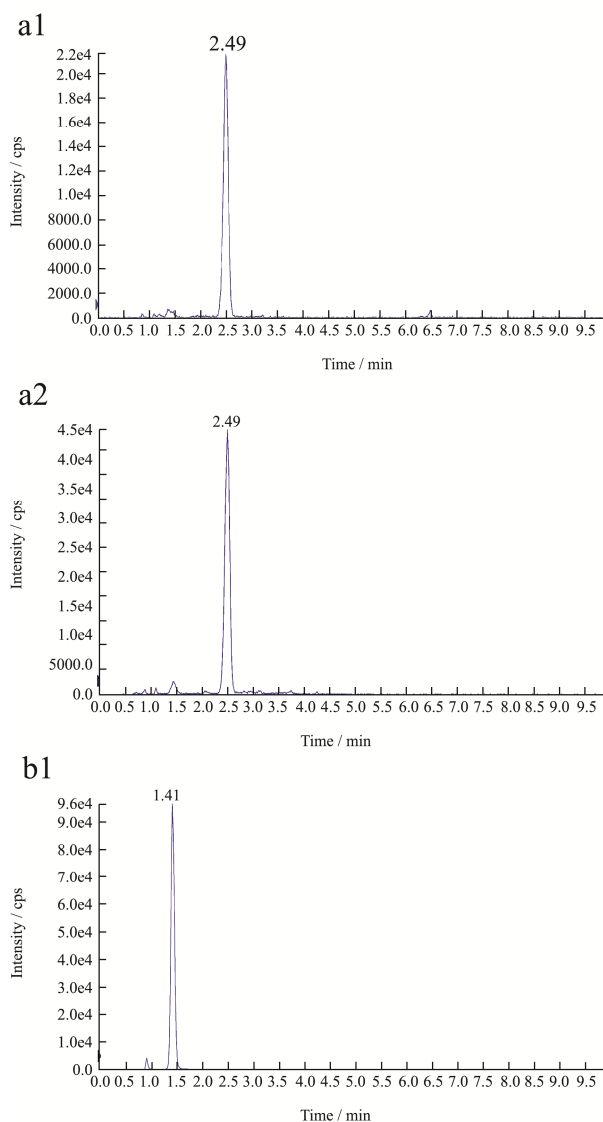 a1
2.49
2.2e4
2.0e4
1.8e4
1.6e4
1.4e4
1.2e4
1.0e4
8000.0
6000.0
4000.0
2000.0
0.0
0.0 0.5 1.0 1.5 2.0 2.5 3.0 3.5 4.0 4.5 5.0 5.5 6.0 6.5 7.0 7.5 8.0 8.5 9.0 9.5
Intensity / cps
Time / min
a2
2.49
4.5e4
4.0e4
3.5e4
3.0e4
2.5e4
2.0e4
1.5e4
1.0e4
5000.0
0.0
0.0 0.5 1.0 1.5 2.0 2.5 3.0 3.5 4.0 4.5 5.0 5.5 6.0 6.5 7.0 7.5 8.0 8.5 9.0 9.5
Intensity / cps
Time / min
b1
1.41
9.6e4
9.0e4
8.0e4
7.0e4
6.0e4
5.0e4
4.0e4
3.0e4
2.0e4
1.0e4
0.0
0.0 0.5 1.0 1.5 2.0 2.5 3.0 3.5 4.0 4.5 5.0 5.5 6.0 6.5 7.0 7.5 8.0 8.5 9.0 9.5
Intensity / cps
Time / min